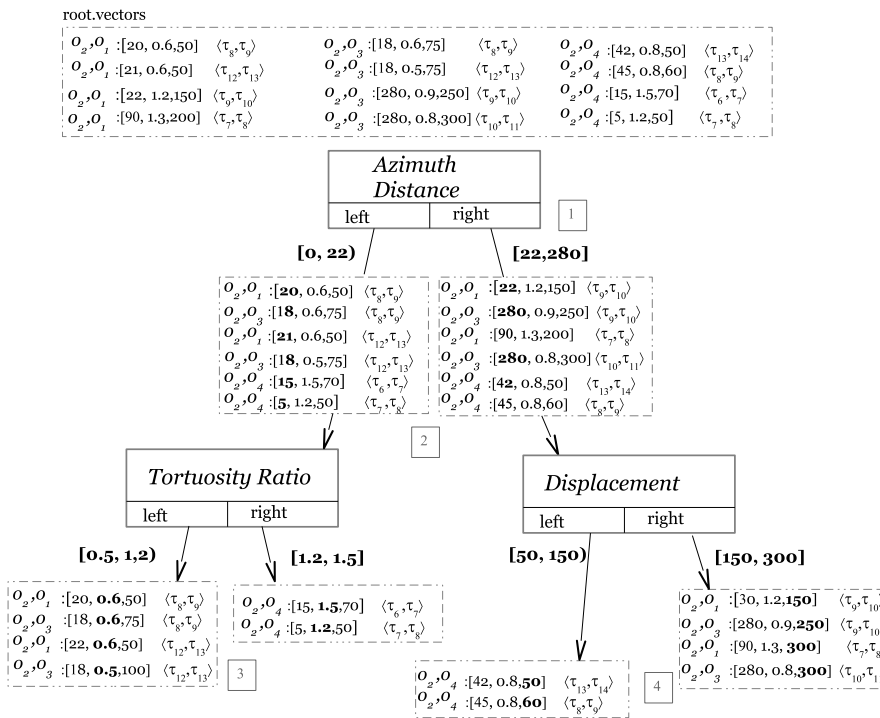 root.vectors
o₂,o₁ :[20, 0.6,50] ⟨τ₈,τ₉⟩ o₂,o₃ :[18, 0.6,75] ⟨τ₈,τ₉⟩ o₂,o₄ :[42, 0.8,50] ⟨τ₁₃,τ₁₄⟩
o₂,o₁ :[21, 0.6,50] ⟨τ₁₂,τ₁₃⟩ o₂,o₃ :[18, 0.5,75] ⟨τ₁₂,τ₁₃⟩ o₂,o₄ :[45, 0.8,60] ⟨τ₈,τ₉⟩
o₂,o₁ :[22, 1.2,150] ⟨τ₉,τ₁₀⟩ o₂,o₃ :[280, 0.9,250] ⟨τ₉,τ₁₀⟩ o₂,o₄ :[15, 1.5,70] ⟨τ₆,τ₇⟩
o₂,o₁ :[90, 1.3,200] ⟨τ₇,τ₈⟩ o₂,o₃ :[280, 0.8,300] ⟨τ₁₀,τ₁₁⟩ o₂,o₄ :[5, 1.2,50] ⟨τ₇,τ₈⟩
Azimuth
Distance
left right
1
[0, 22) [22,280]
o₂,o₁ :[20, 0.6,50] ⟨τ₈,τ₉⟩
o₂,o₃ :[18, 0.6,75] ⟨τ₈,τ₉⟩
o₂,o₁ :[21, 0.6,50] ⟨τ₁₂,τ₁₃⟩
o₂,o₃ :[18, 0.5,75] ⟨τ₁₂,τ₁₃⟩
o₂,o₄ :[15, 1.5,70] ⟨τ₆,τ₇⟩
o₂,o₄ :[5, 1.2,50] ⟨τ₇,τ₈⟩
o₂,o₁ :[22, 1.2,150] ⟨τ₉,τ₁₀⟩
o₂,o₃ :[280, 0.9,250] ⟨τ₉,τ₁₀⟩
o₂,o₁ :[90, 1.3,200] ⟨τ₇,τ₈⟩
o₂,o₃ :[280, 0.8,300] ⟨τ₁₀,τ₁₁⟩
o₂,o₄ :[42, 0.8,50] ⟨τ₁₃,τ₁₄⟩
o₂,o₄ :[45, 0.8,60] ⟨τ₈,τ₉⟩
2
Tortuosity Ratio
left right
Displacement
left right
[0.5, 1,2) [1.2, 1.5]
[50, 150) [150, 300]
o₂,o₁ :[20, 0.6,50] ⟨τ₈,τ₉⟩
o₂,o₃ :[18, 0.6,75] ⟨τ₈,τ₉⟩
o₂,o₁ :[22, 0.6,50] ⟨τ₁₂,τ₁₃⟩
o₂,o₃ :[18, 0.5,100] ⟨τ₁₂,τ₁₃⟩
o₂,o₄ :[15, 1.5,70] ⟨τ₆,τ₇⟩
o₂,o₄ :[5, 1.2,50] ⟨τ₇,τ₈⟩
3
o₂,o₄ :[42, 0.8,50] ⟨τ₁₃,τ₁₄⟩
o₂,o₄ :[45, 0.8,60] ⟨τ₈,τ₉⟩
4
o₂,o₁ :[30, 1.2,150] ⟨τ₉,τ₁₀
o₂,o₃ :[280, 0.9,250] ⟨τ₉,τ₁₀
o₂,o₁ :[90, 1.3, 300] ⟨τ₇,τ₈
o₂,o₃ :[280, 0.8,300] ⟨τ₁₀,τ₁